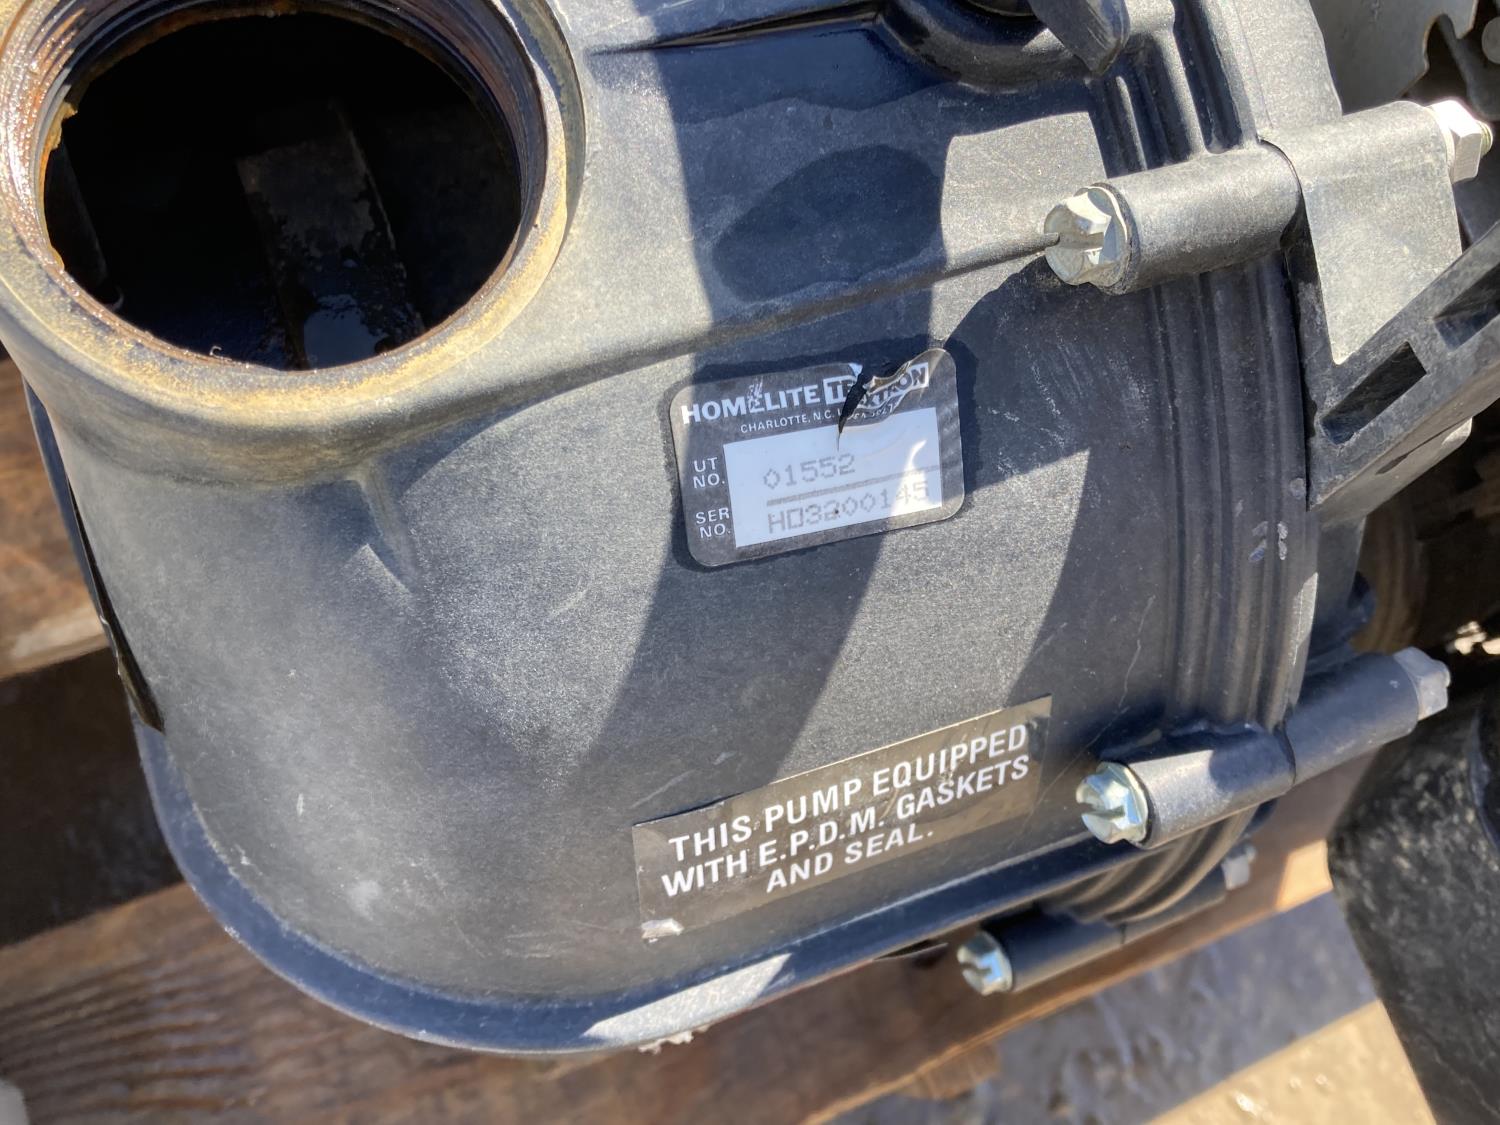 HOMELITE TEXTRON
CHARLOTTE, N.C.
UT NO. 01552
SER NO. HD3200145
THIS PUMP EQUIPPED
WITH E.P.D.M. GASKETS
AND SEAL.